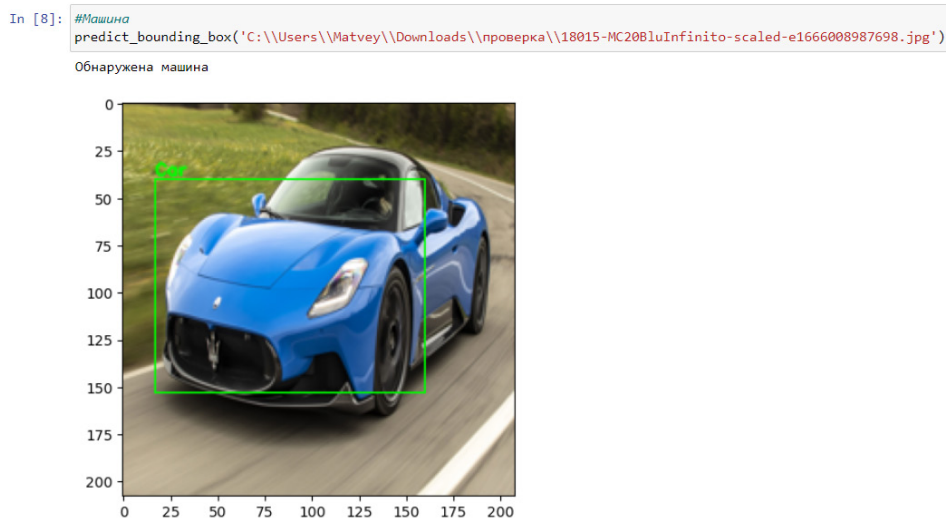 In [8]: #Машина
predict_bounding_box('C:\\Users\\Matvey\\Downloads\\проверка\\18015-MC20BluInfinito-scaled-e1666008987698.jpg')
Обнаружена машина
0
25
Car
50
75
100
125
150
175
200
0 25 50 75 100 125 150 175 200